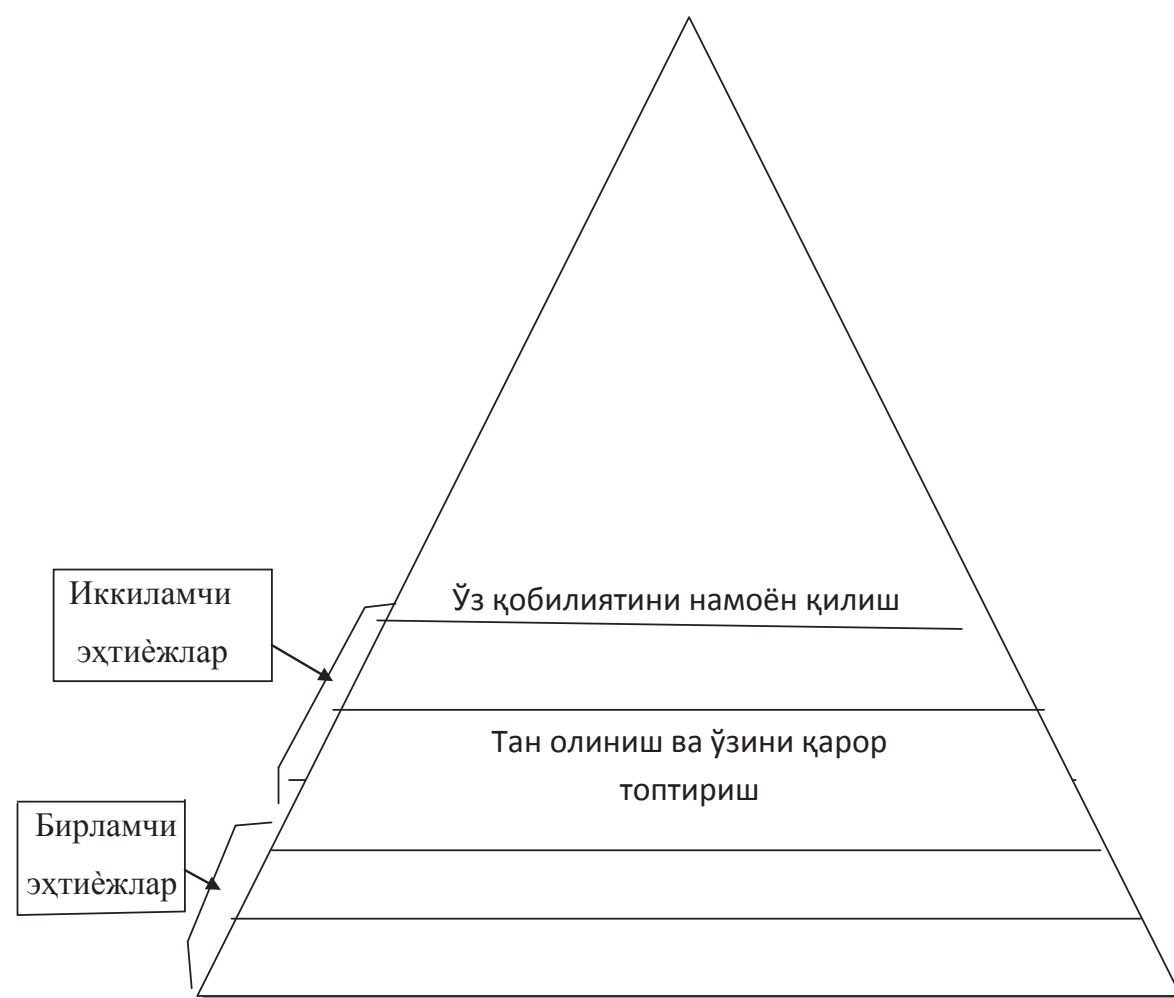 Иккиламчи
эҳтиѐжлар
Ўз қобилиятини намоён қилиш
Тан олиниш ва ўзини қарор
топтириш
Бирламчи
эҳтиѐжлар